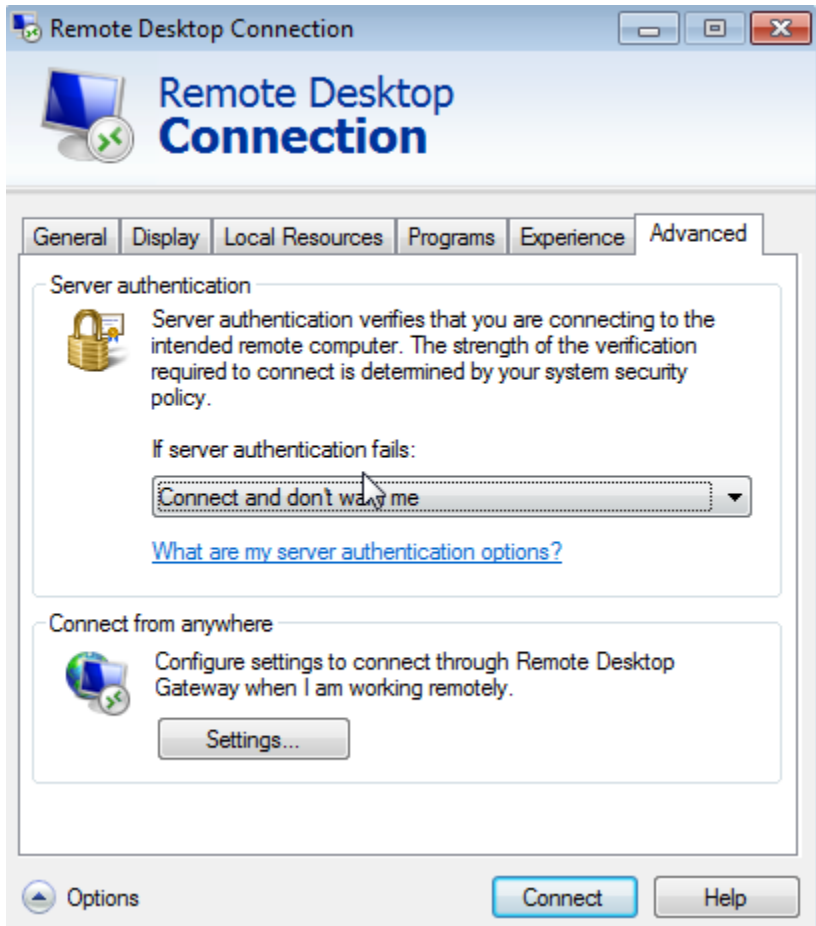 Remote Desktop Connection
Remote Desktop
Connection
General Display Local Resources Programs Experience Advanced
Server authentication
Server authentication verifies that you are connecting to the
intended remote computer. The strength of the verification
required to connect is determined by your system security
policy.
If server authentication fails:
Connect and don't warn me
What are my server authentication options?
Connect from anywhere
Configure settings to connect through Remote Desktop
Gateway when I am working remotely.
Settings...
Options Connect Help